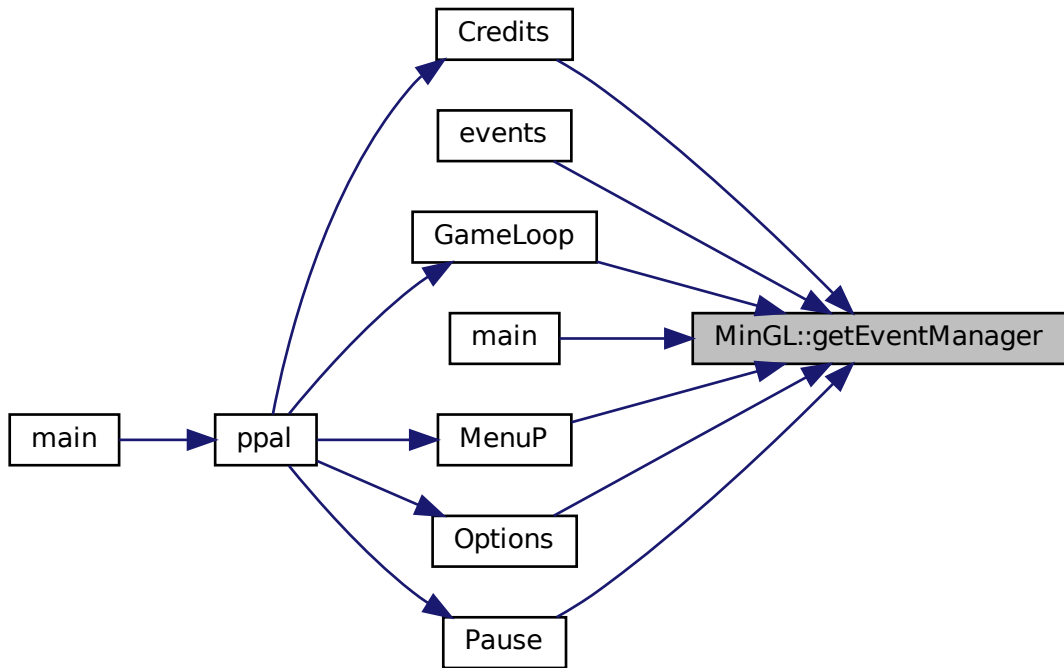 Credits
events
GameLoop
main
MinGL::getEventManager
main
ppal
MenuP
Options
Pause